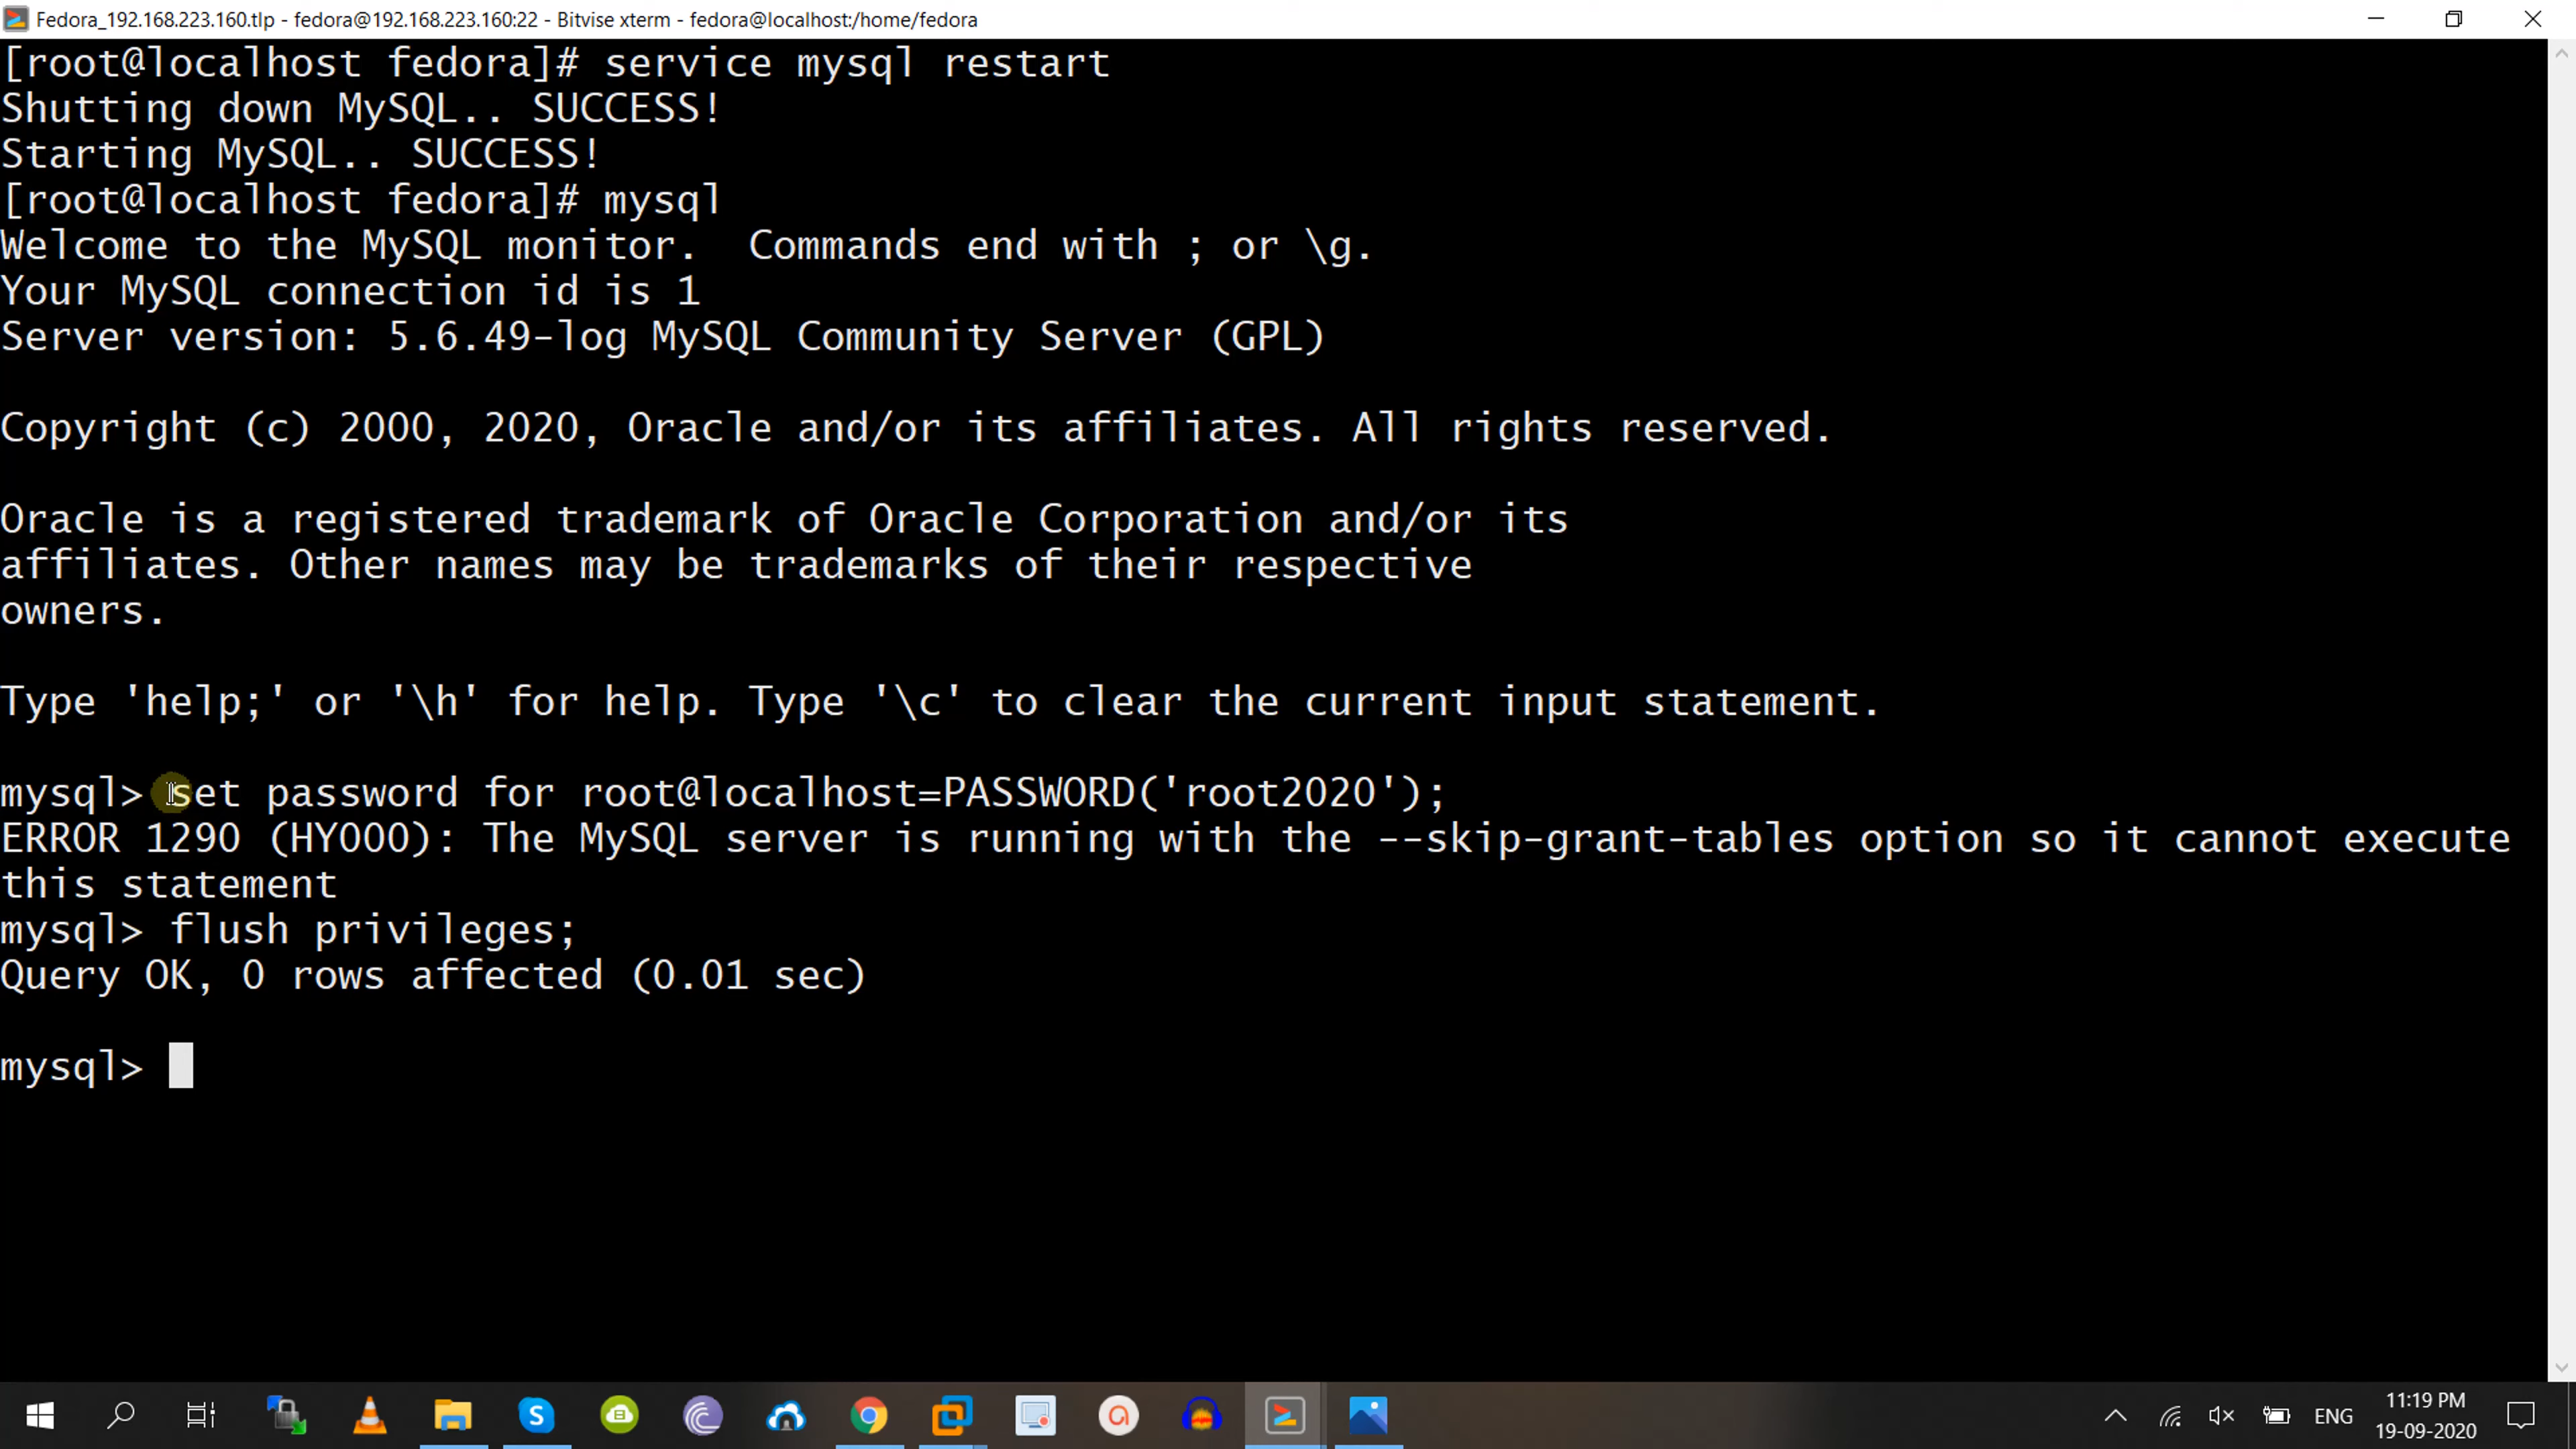 Fedora_192.168.223.160.tlp - fedora@192.168.223.160:22 - Bitvise xterm - fedora@localhost:/home/fedora
[root@localhost fedora]# service mysql restart
Shutting down MySQL.. SUCCESS!
Starting MySQL.. SUCCESS!
[root@localhost fedora]# mysql
Welcome to the MySQL monitor.  Commands end with ; or \g.
Your MySQL connection id is 1
Server version: 5.6.49-log MySQL Community Server (GPL)
Copyright (c) 2000, 2020, Oracle and/or its affiliates. All rights reserved.
Oracle is a registered trademark of Oracle Corporation and/or its
affiliates. Other names may be trademarks of their respective
owners.
Type 'help;' or '\h' for help. Type '\c' to clear the current input statement.
mysql> set password for root@localhost=PASSWORD('root2020');
ERROR 1290 (HY000): The MySQL server is running with the --skip-grant-tables option so it cannot execute
this statement
mysql> flush privileges;
Query OK, 0 rows affected (0.01 sec)
mysql>
ENG
11:19 PM
19-09-2020